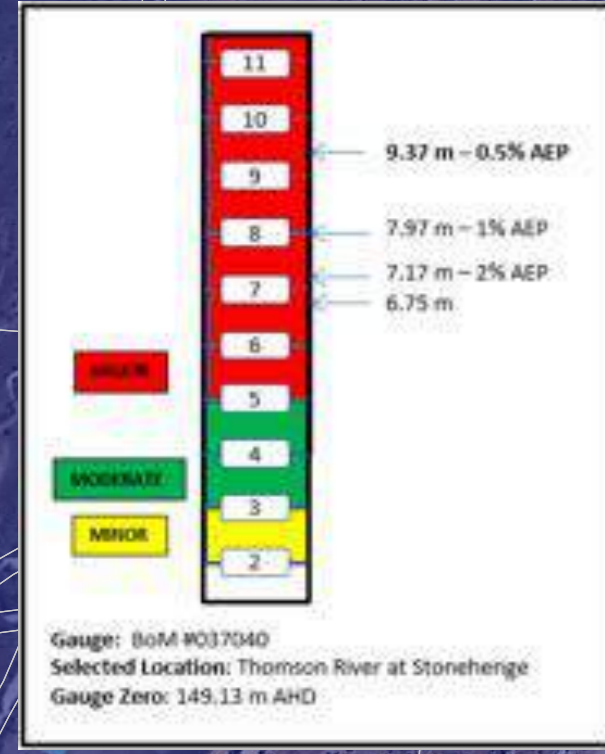 11
10
9.37 m – 0.5% AEP
9
8
7.97 m – 1% AEP
7.17 m – 2% AEP
7
6.75 m
6
MAJOR
5
4
MODERATE
3
MINOR
2
Gauge: BoM #037040
Selected Location: Thomson River at Stonehenge
Gauge Zero: 149.13 m AHD